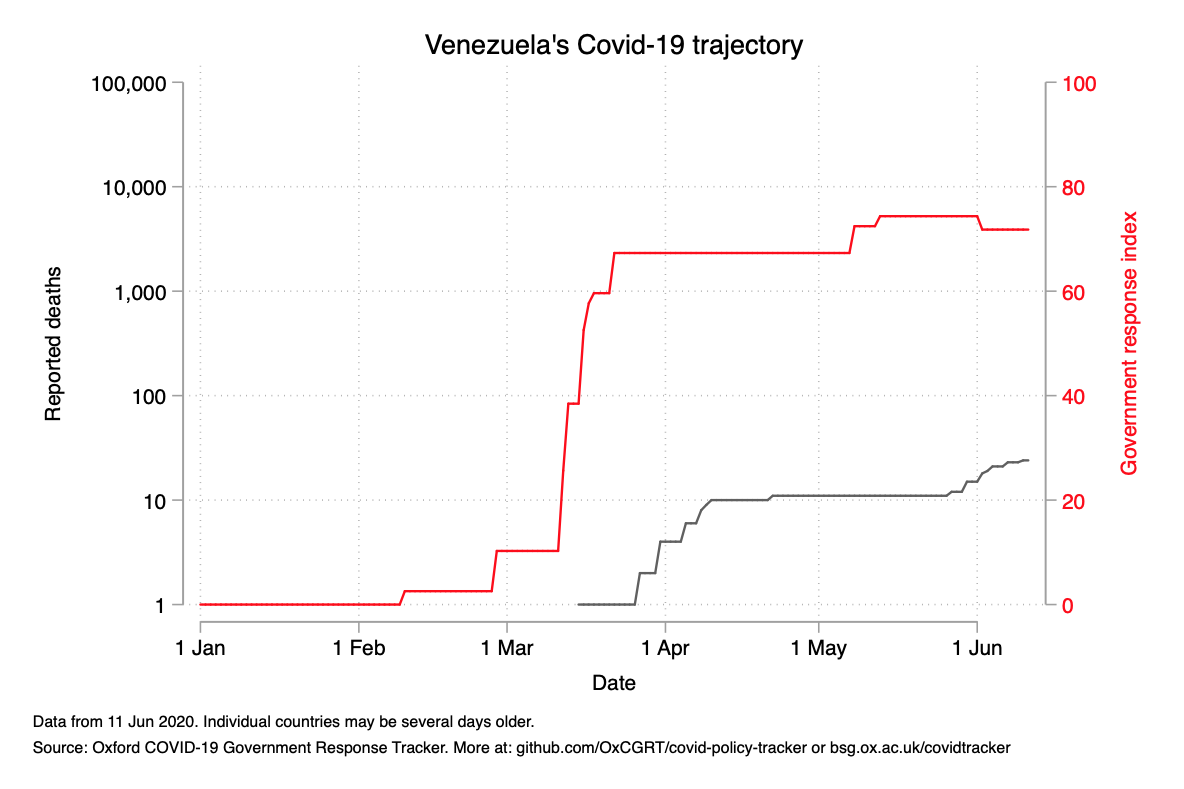 Venezuela's Covid-19 trajectory
100,000
10,000
1,000
100
10
1
Reported deaths
100
80
60
40
20
0
Government response index
1 Jan 1 Feb 1 Mar 1 Apr 1 May 1 Jun
Date
Data from 11 Jun 2020. Individual countries may be several days older.
Source: Oxford COVID-19 Government Response Tracker. More at: github.com/OxCGRT/covid-policy-tracker or bsg.ox.ac.uk/covidtracker